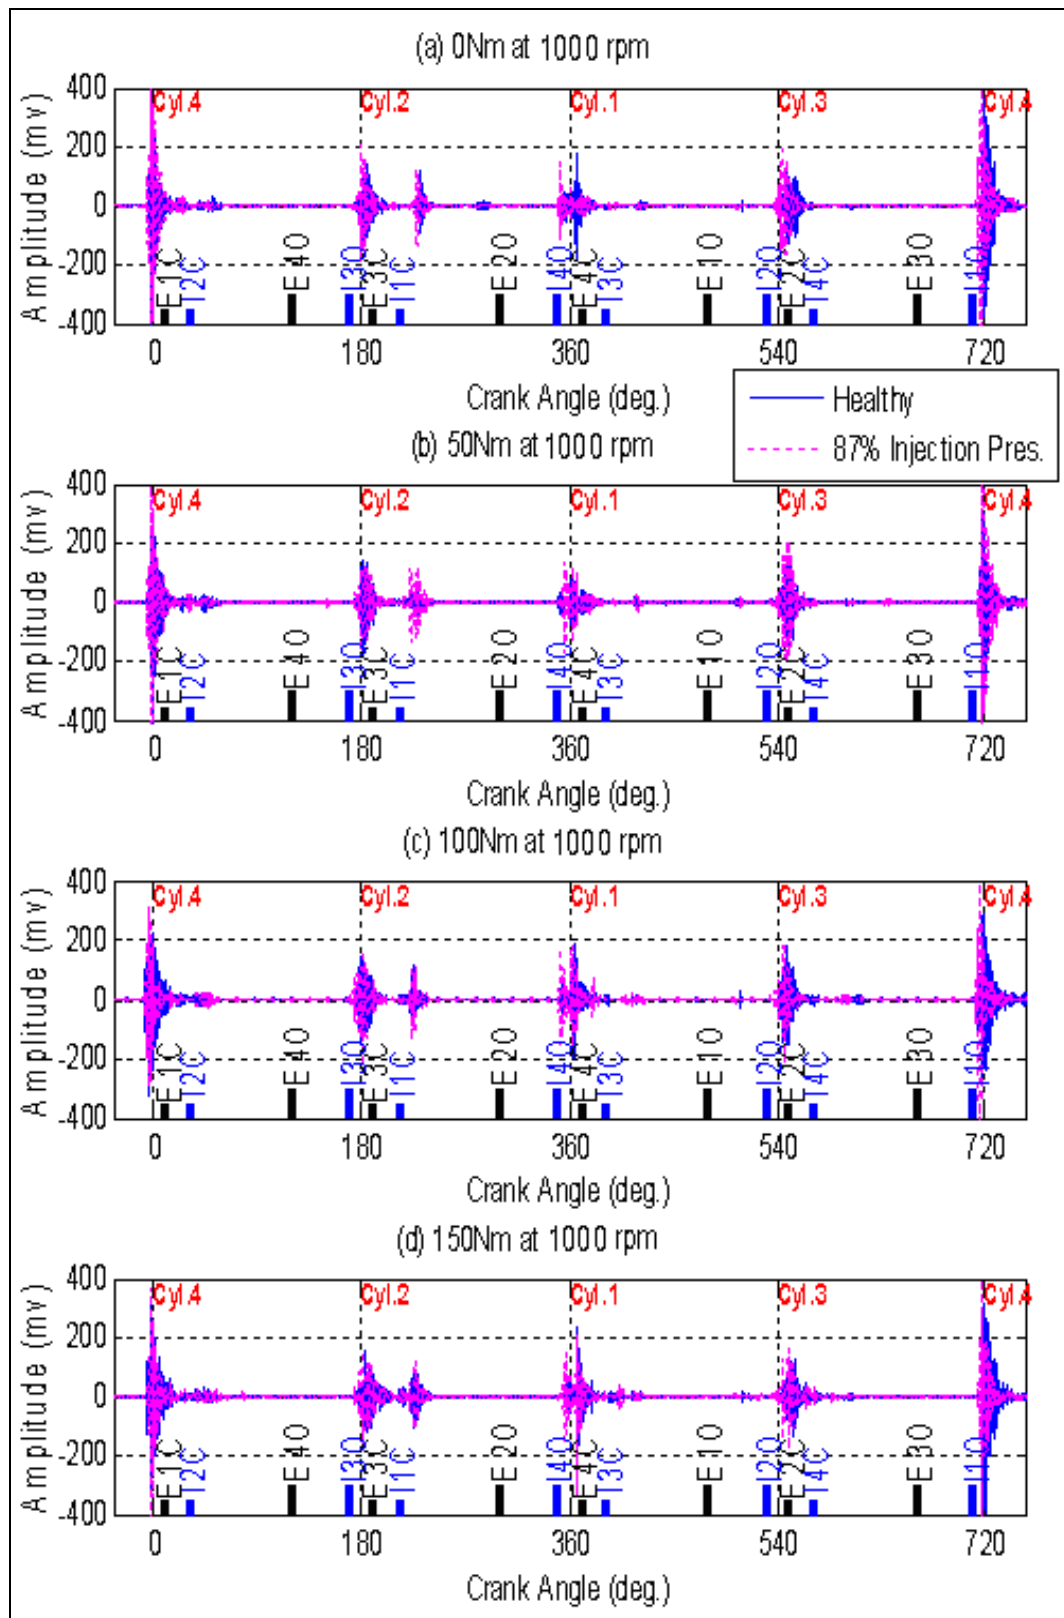 (a) 0Nm at 1000 rpm
Amplitude (mv)
400
200
0
-200
-400
Cyl.4 Cyl.2 Cyl.1 Cyl.3 Cyl.4
E1C I2C E4O I3O E3C I1C E2O I4O E4C I3C E1O I2O E2C I4C E3O I1O
0 180 360 540 720
Crank Angle (deg.)
Healthy
87% Injection Pres.
(b) 50Nm at 1000 rpm
Amplitude (mv)
400
200
0
-200
-400
Cyl.4 Cyl.2 Cyl.1 Cyl.3 Cyl.4
E1C I2C E4O I3O E3C I1C E2O I4O E4C I3C E1O I2O E2C I4C E3O I1O
0 180 360 540 720
Crank Angle (deg.)
(c) 100Nm at 1000 rpm
Amplitude (mv)
400
200
0
-200
-400
Cyl.4 Cyl.2 Cyl.1 Cyl.3 Cyl.4
E1C I2C E4O I3O E3C I1C E2O I4O E4C I3C E1O I2O E2C I4C E3O I1O
0 180 360 540 720
Crank Angle (deg.)
(d) 150Nm at 1000 rpm
Amplitude (mv)
400
200
0
-200
-400
Cyl.4 Cyl.2 Cyl.1 Cyl.3 Cyl.4
E1C I2C E4O I3O E3C I1C E2O I4O E4C I3C E1O I2O E2C I4C E3O I1O
0 180 360 540 720
Crank Angle (deg.)